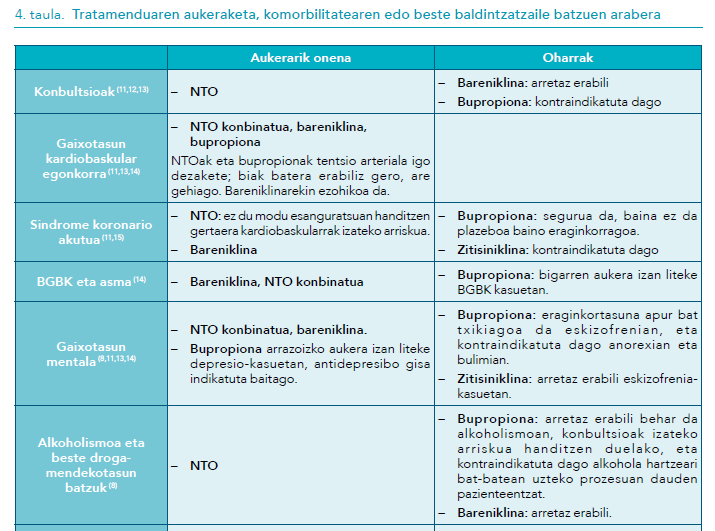 4. taula. Tratamenduaren aukeraketa, komorbilitatearen edo beste baldintzatzaile batzuen arabera
Aukerarik onena
Oharrak
Konbultsioak (11,12,13)
– NTO
– Bareniklina: arretaz erabili
– Bupropiona: kontraindikatuta dago
Gaixotasun
kardiobaskular
egonkorra (11,13,14)
– NTO konbinatua, bareniklina,
bupropiona
NTOak eta bupropionak tentsio arteriala igo
dezakete; biak batera erabiliz gero, are
gehiago. Bareniklinarekin ezohikoa da.
Sindrome koronario
akutua (11,15)
– NTO: ez du modu esanguratsuan handitzen
gertaera kardiobaskularrak izateko arriskua.
– Bareniklina
– Bupropiona: segurua da, baina ez da
plazeboa baino eraginkorragoa.
– Zitisiniklina: kontraindikatuta dago
BGBK eta asma (14)
– Bareniklina, NTO konbinatua
– Bupropiona: bigarren aukera izan liteke
BGBK kasuetan.
Gaixotasun
mentala (8,11,13,14)
– NTO konbinatua, bareniklina.
– Bupropiona arrazoizko aukera izan liteke
depresio-kasuetan, antidepresibo gisa
indikatuta baitago.
– Bupropiona: eraginkortasuna apur bat
txikiagoa da eskizofrenian, eta
kontraindikatuta dago anorexian eta
bulimian.
– Zitisiniklina: arretaz erabili eskizofrenia-
kasuetan.
Alkoholismoa eta
beste droga-
mendekotasun
batzuk (8)
– NTO
– Bupropiona: arretaz erabili behar da
alkoholismoan, konbultsioak izateko
arriskua handitzen duelako, eta
kontraindikatuta dago alkohola hartzeari
bat-batean uzteko prozesuan dauden
pazienteentzat.
– Bareniklina: arretaz erabili.